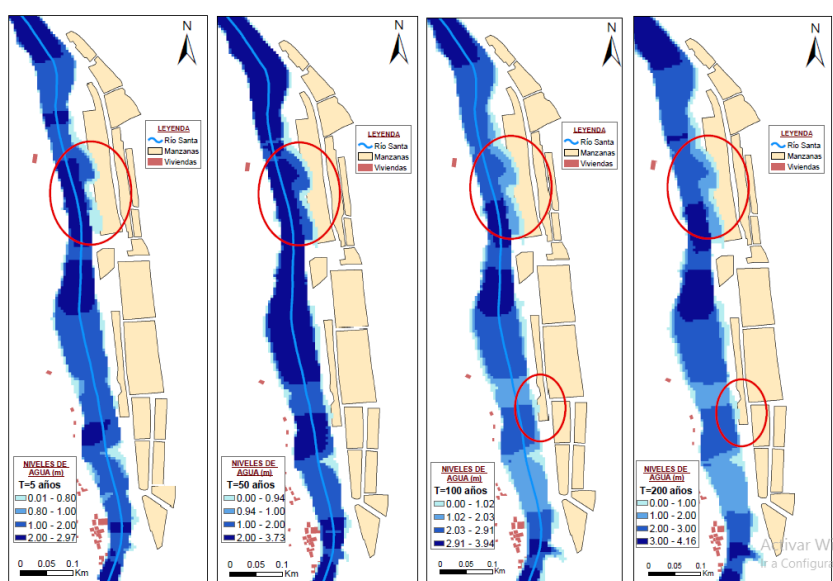 N
LEYENDA
Río Santa
Manzanas
Viviendas
NIVELES DE
AGUA (m)
T=5 años
0.01 - 0.80
0.80 - 1.00
1.00 - 2.00
2.00 - 2.97
0 0.05 0.1
Km
N
LEYENDA
Río Santa
Manzanas
Viviendas
NIVELES DE
AGUA (m)
T=50 años
0.00 - 0.94
0.94 - 1.00
1.00 - 2.00
2.00 - 3.73
0 0.05 0.1
Km
N
LEYENDA
Río Santa
Manzanas
Viviendas
NIVELES DE
AGUA (m)
T=100 años
0.00 - 1.02
1.02 - 2.03
2.03 - 2.91
2.91 - 3.94
0 0.05 0.1
Km
N
LEYENDA
Río Santa
Manzanas
Viviendas
NIVELES DE
AGUA (m)
T=200 años
0.00 - 1.00
1.00 - 2.00
2.00 - 3.00
3.00 - 4.16
0 0.05 0.1
Km
Activar Wi
Ir a Configura